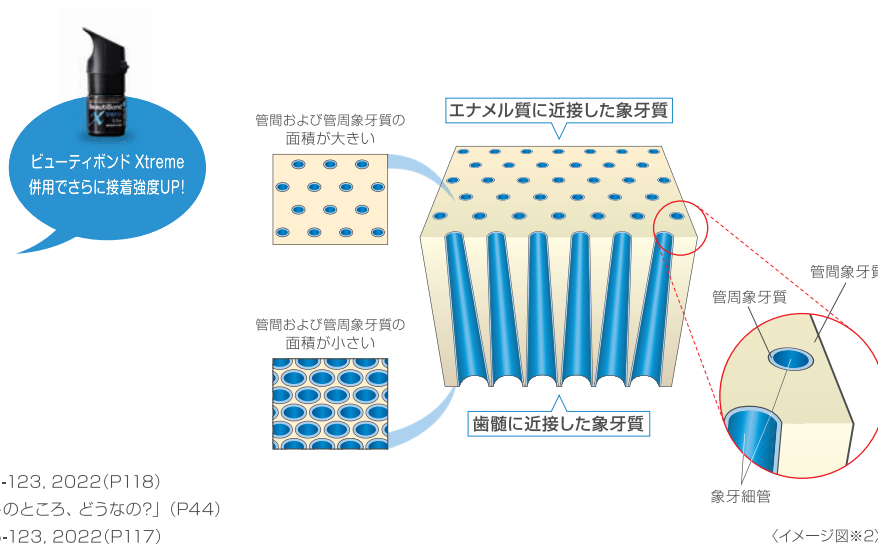 BeautiBond
Xtreme
ビューティボンド Xtreme
併用でさらに接着強度UP!
管間および管周象牙質の
面積が大きい
エナメル質に近接した象牙質
管間および管周象牙質の
面積が小さい
歯髄に近接した象牙質
管間象牙質
管周象牙質
象牙細管
-123, 2022(P118)
のところ、どうなの?」(P44)
-123, 2022(P117)
〈イメージ図※2〉